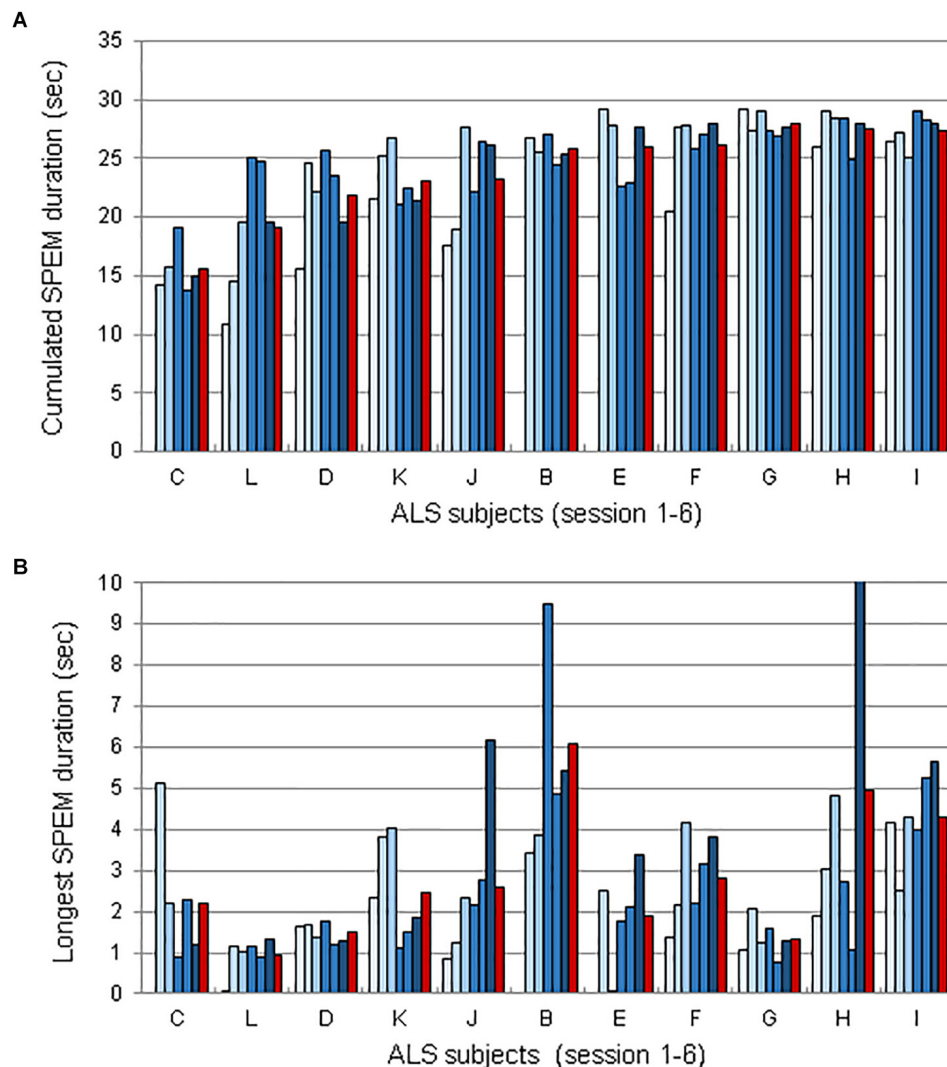 A
Cumulated SPEM duration (sec)
35
30
25
20
15
10
5
0
C L D K J B E F G H I
ALS subjects (session 1-6)
B
Longest SPEM duration (sec)
10
9
8
7
6
5
4
3
2
1
0
C L D K J B E F G H I
ALS subjects (session 1-6)